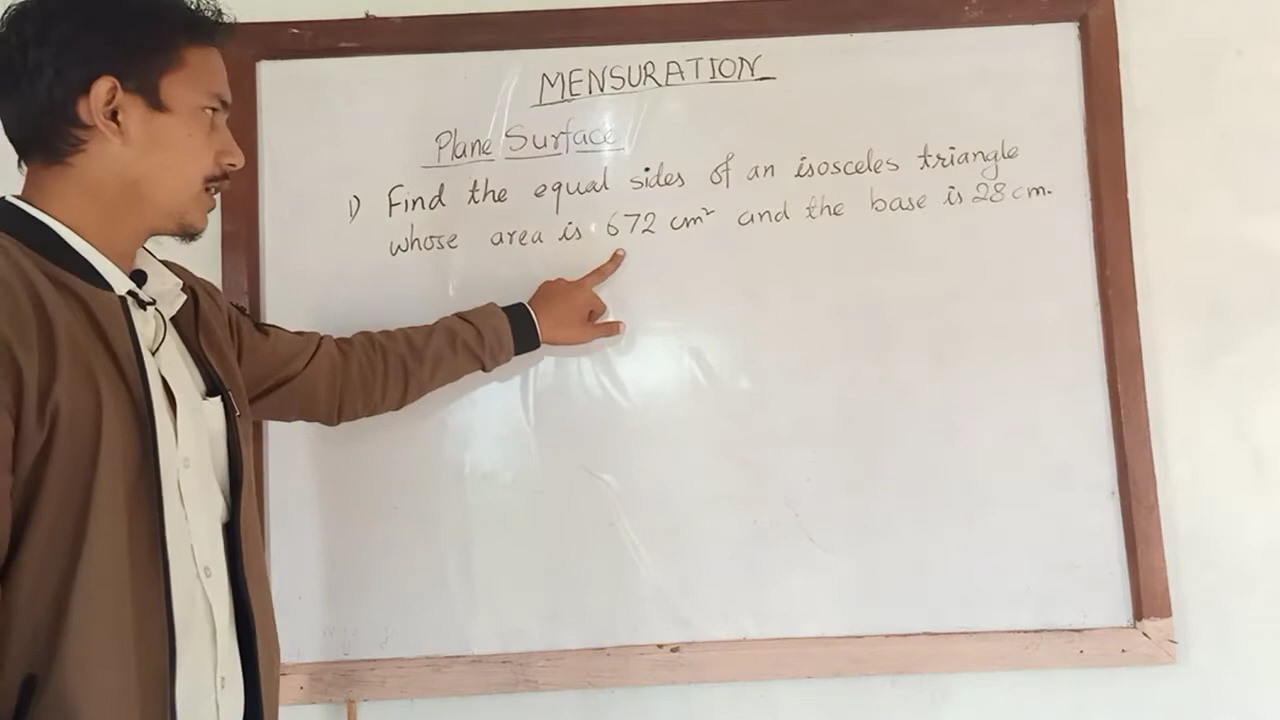 MENSURATION
Plane Surface
1) Find the equal sides of an isosceles triangle
whose area is 672 cm² and the base is 28 cm.